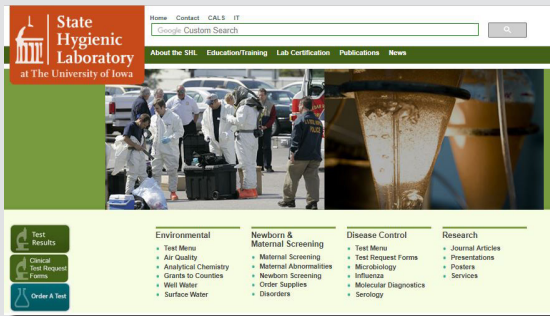 State
Hygienic
Laboratory
at The University of Iowa
Home Contact CALS IT
Google Custom Search
About the SHL Education/Training Lab Certification Publications News
POLICE
Test
Results
Clinical
Test Request
Forms
Order A Test
Environmental
Test Menu
Air Quality
Analytical Chemistry
Grants to Counties
Well Water
Surface Water
Newborn &
Maternal Screening
Maternal Screening
Maternal Abnormalities
Newborn Screening
Order Supplies
Disorders
Disease Control
Test Menu
Test Request Forms
Microbiology
Influenza
Molecular Diagnostics
Serology
Research
Journal Articles
Presentations
Posters
Services